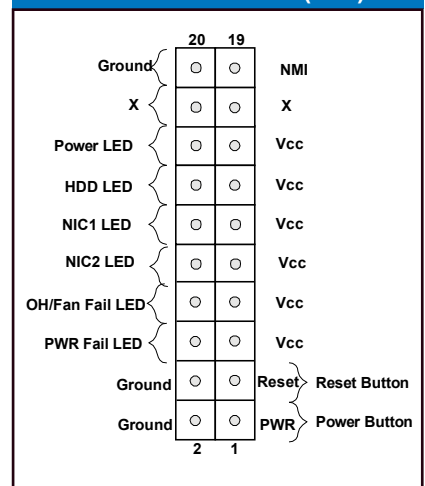 20 19
Ground NMI
X X
Power LED Vcc
HDD LED Vcc
NIC1 LED Vcc
NIC2 LED Vcc
OH/Fan Fail LED Vcc
PWR Fail LED Vcc
Ground Reset Reset Button
Ground PWR Power Button
2 1